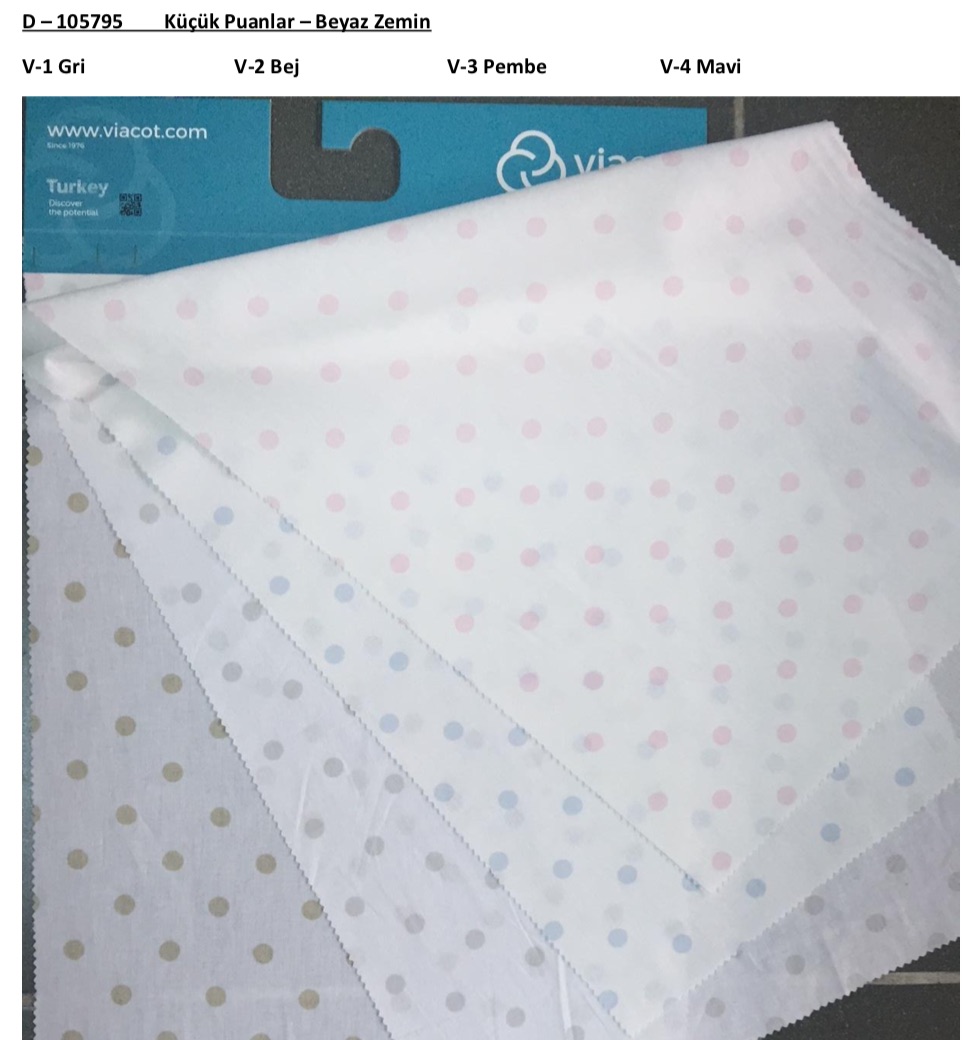 D – 105795 Küçük Puanlar – Beyaz Zemin
V-1 Gri V-2 Bej V-3 Pembe V-4 Mavi
www.viacot.com
Since 1976
Turkey
Discover
the potential